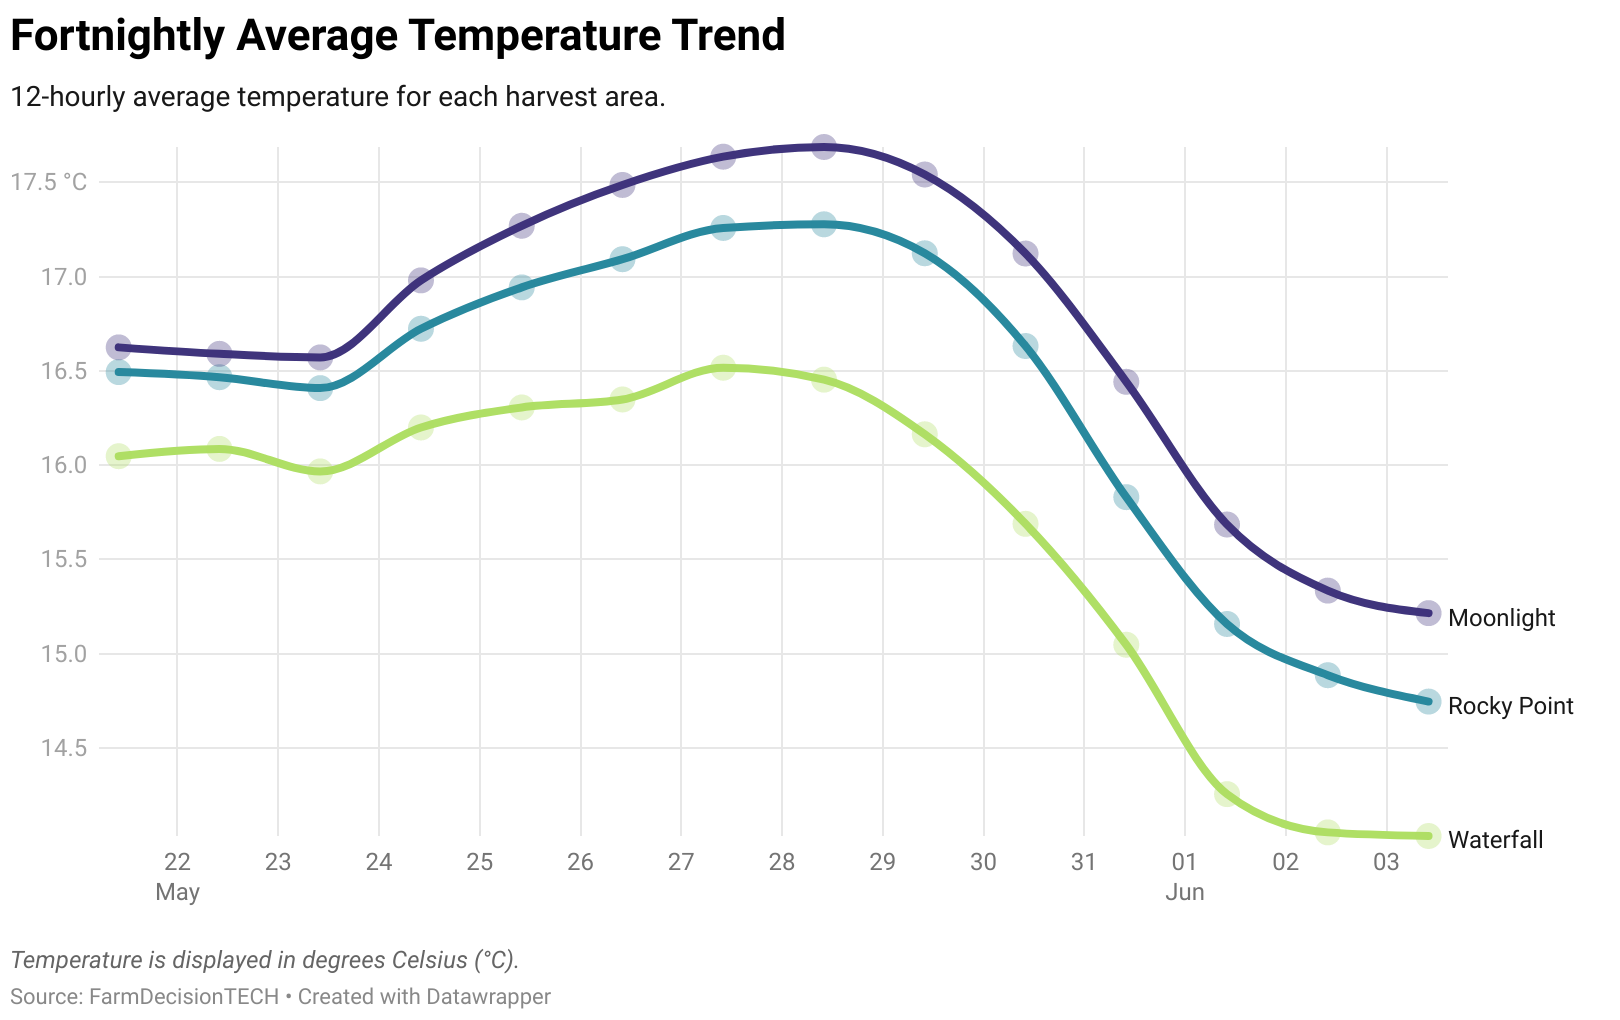 Fortnightly Average Temperature Trend
12-hourly average temperature for each harvest area.
17.5 °C
17.0
16.5
16.0
15.5
15.0
14.5
Moonlight
Rocky Point
Waterfall
22 23 24 25 26 27 28 29 30 31 01 02 03
May Jun
Temperature is displayed in degrees Celsius (°C).
Source: FarmDecisionTECH • Created with Datawrapper